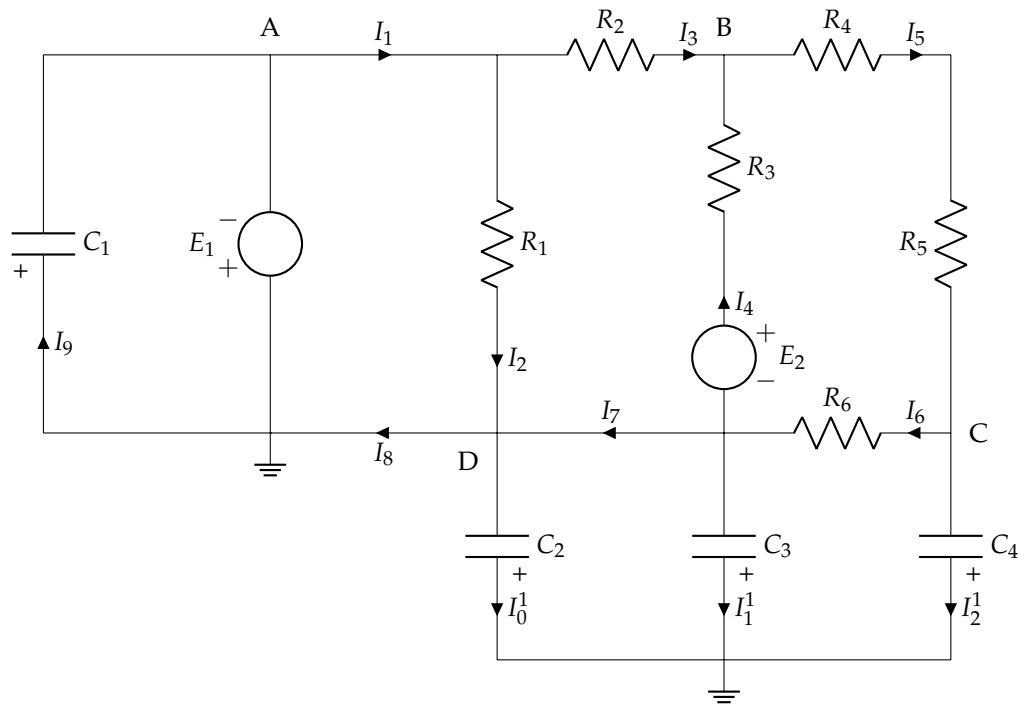 A
I₁
R₂
I₃
B
R₄
I₅
R₃
C₁
+
−
E₁
+
R₁
R₅
I₄
+
E₂
−
I₉
I₂
R₆
I₆
I₇
I₈
C
D
C₂
+
C₃
+
C₄
+
I₀¹
I₁¹
I₂¹